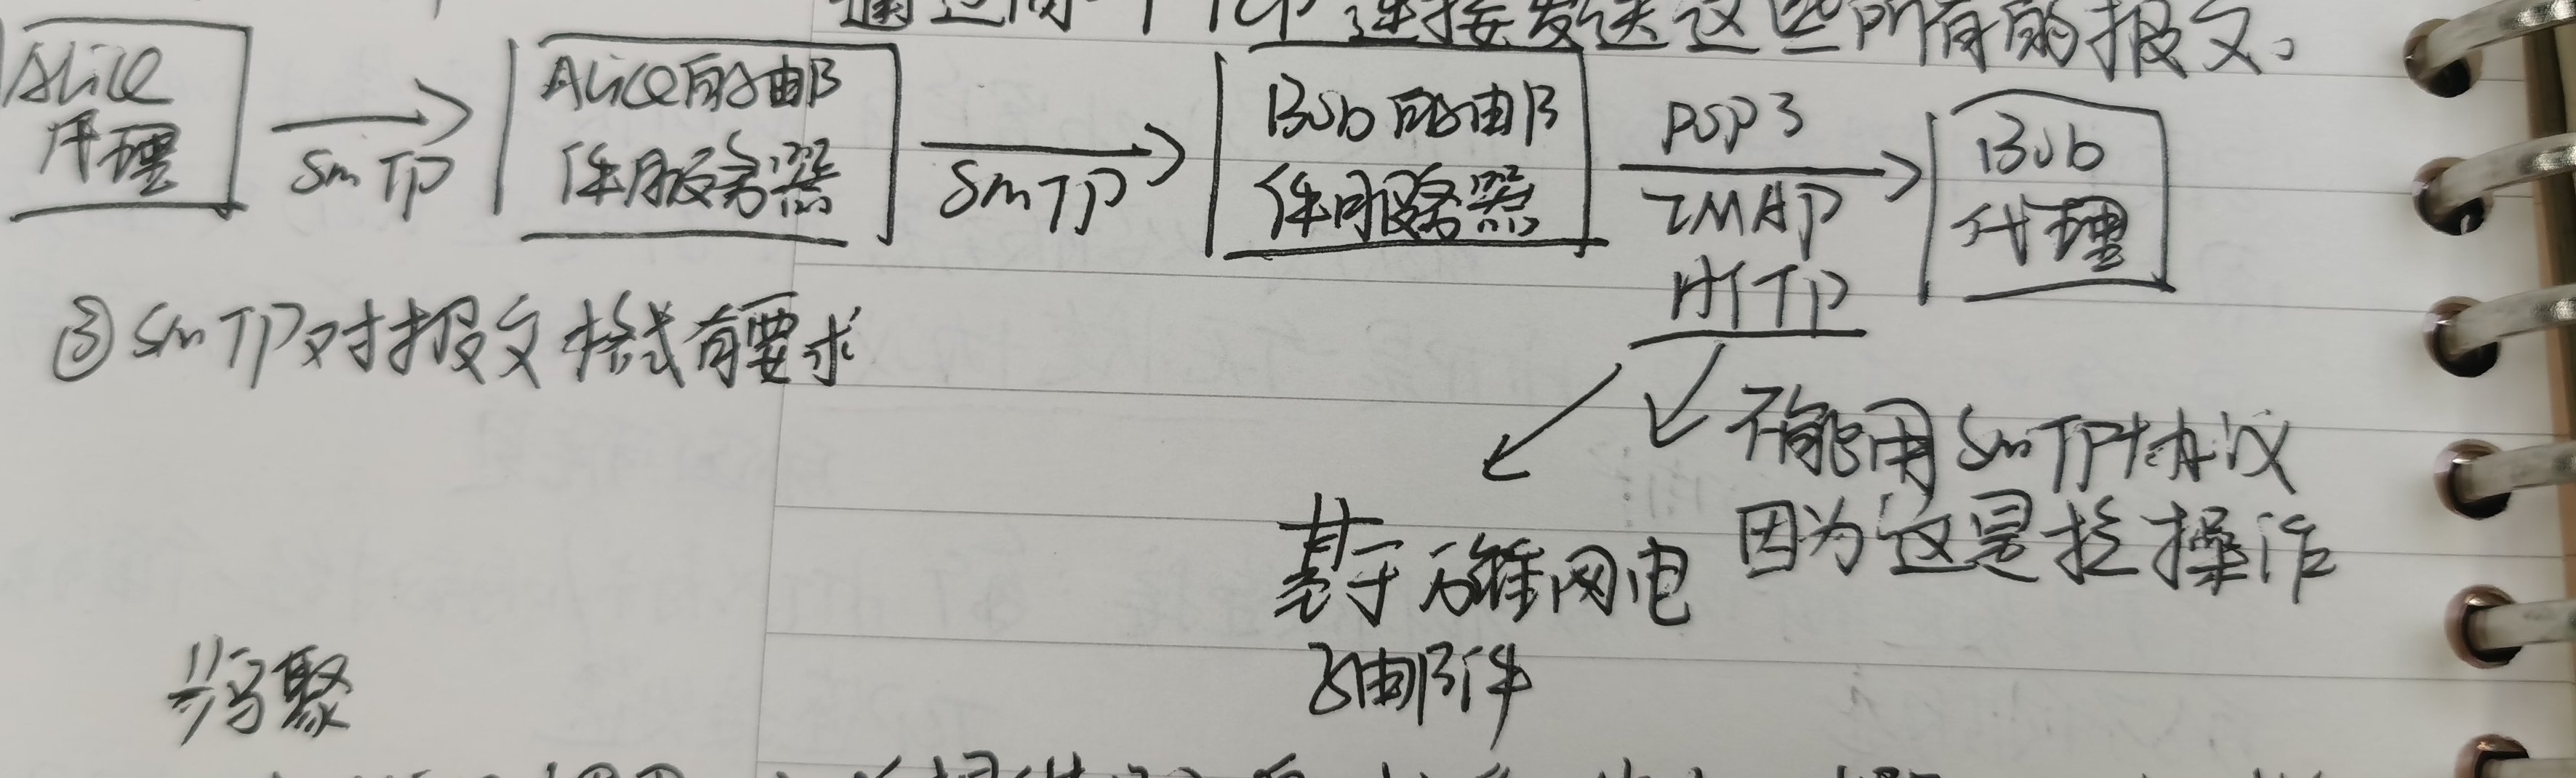 通过同一个TCP连接发送这些所有的报文。
Alice
代理
SmTP
Alice的邮
件服务器
SmTP
Bob的邮
件服务器
POP3
IMAP
HTTP
Bob
代理
③SmTP对报文格式有要求
不能用SmTP协议
因为这是拉操作
基于万维网电
子邮件
步骤